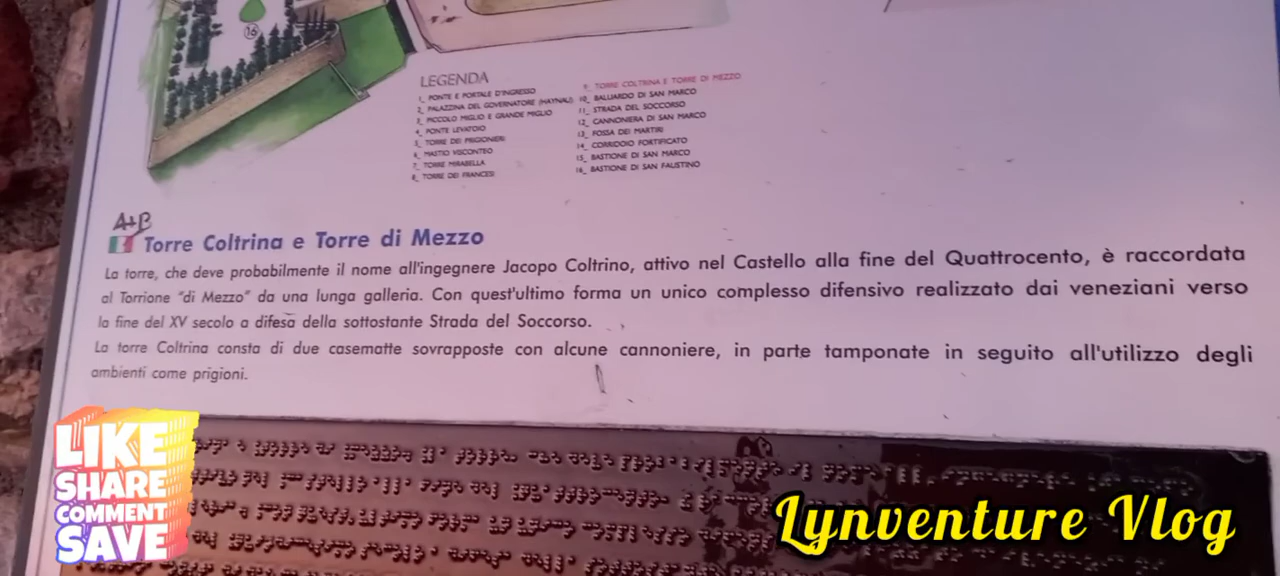 16
LEGENDA
1_ PONTE E PORTALE D'INGRESSO
2_ PALAZZINA DEL GOVERNATORE (HAYNAU)
3_ PICCOLO MIGLIO E GRANDE MIGLIO
4_ PONTE LEVATOIO
5_ TORRE DEI PRIGIONIERI
6_ MASTIO VISCONTEO
7_ TORRE MIRABELLA
8_ TORRE DEI FRANCESI
9_ TORRE COLTRINA E TORRE DI MEZZO
10_ BALUARDO DI SAN MARCO
11_ STRADA DEL SOCCORSO
12_ CANNONIERA DI SAN MARCO
13_ FOSSA DEI MARTIRI
14_ CORRIDOIO FORTIFICATO
15_ BASTIONE DI SAN MARCO
16_ BASTIONE DI SAN FAUSTINO
A+B
Torre Coltrina e Torre di Mezzo
La torre, che deve probabilmente il nome all'ingegnere Jacopo Coltrino, attivo nel Castello alla fine del Quattrocento, è raccordata
al Torrione "di Mezzo" da una lunga galleria. Con quest'ultimo forma un unico complesso difensivo realizzato dai veneziani verso
la fine del XV secolo a difesa della sottostante Strada del Soccorso.
La torre Coltrina consta di due casematte sovrapposte con alcune cannoniere, in parte tamponate in seguito all'utilizzo degli
ambienti come prigioni.
LIKE
SHARE
COMMENT
SAVE
Lynventure Vlog